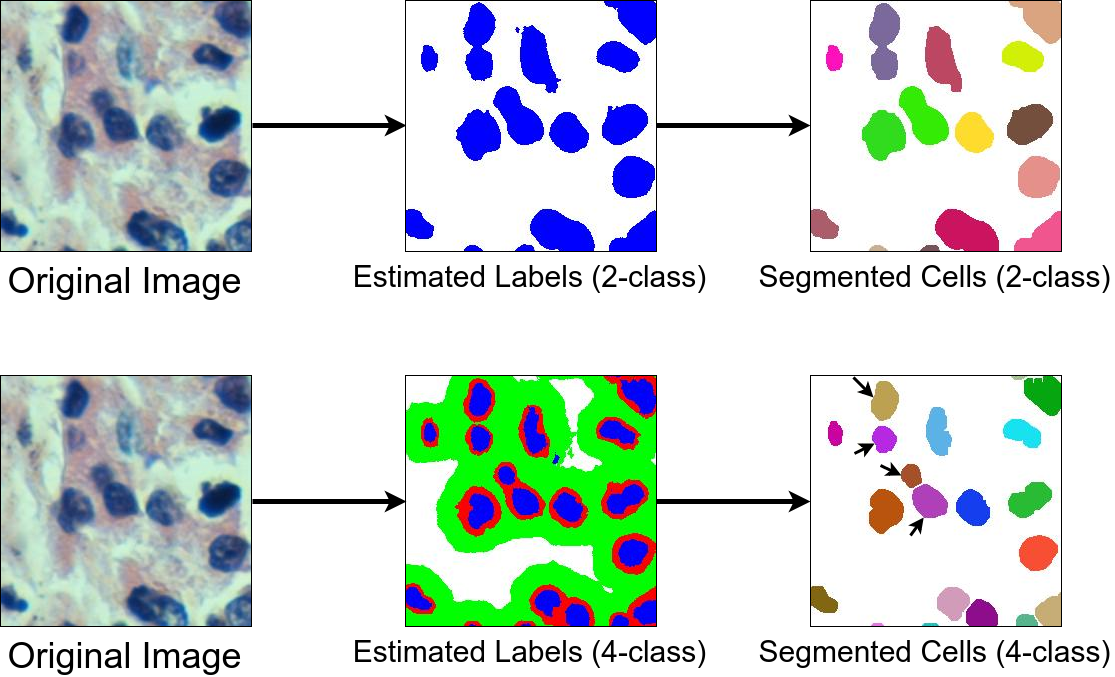 Original Image
Estimated Labels (2-class)
Segmented Cells (2-class)
Original Image
Estimated Labels (4-class)
Segmented Cells (4-class)